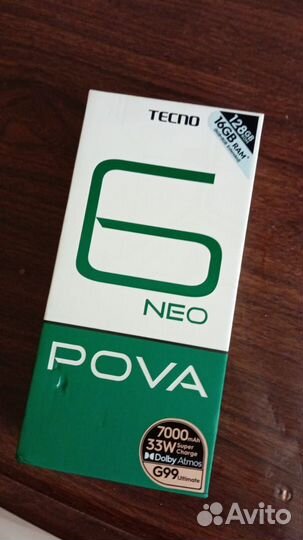 TECNO
128GB
16GB RAM*
6
NEO
POVA
7000mAh
33W Super
Charge
Dolby Atmos
G99 Ultimate
Avito